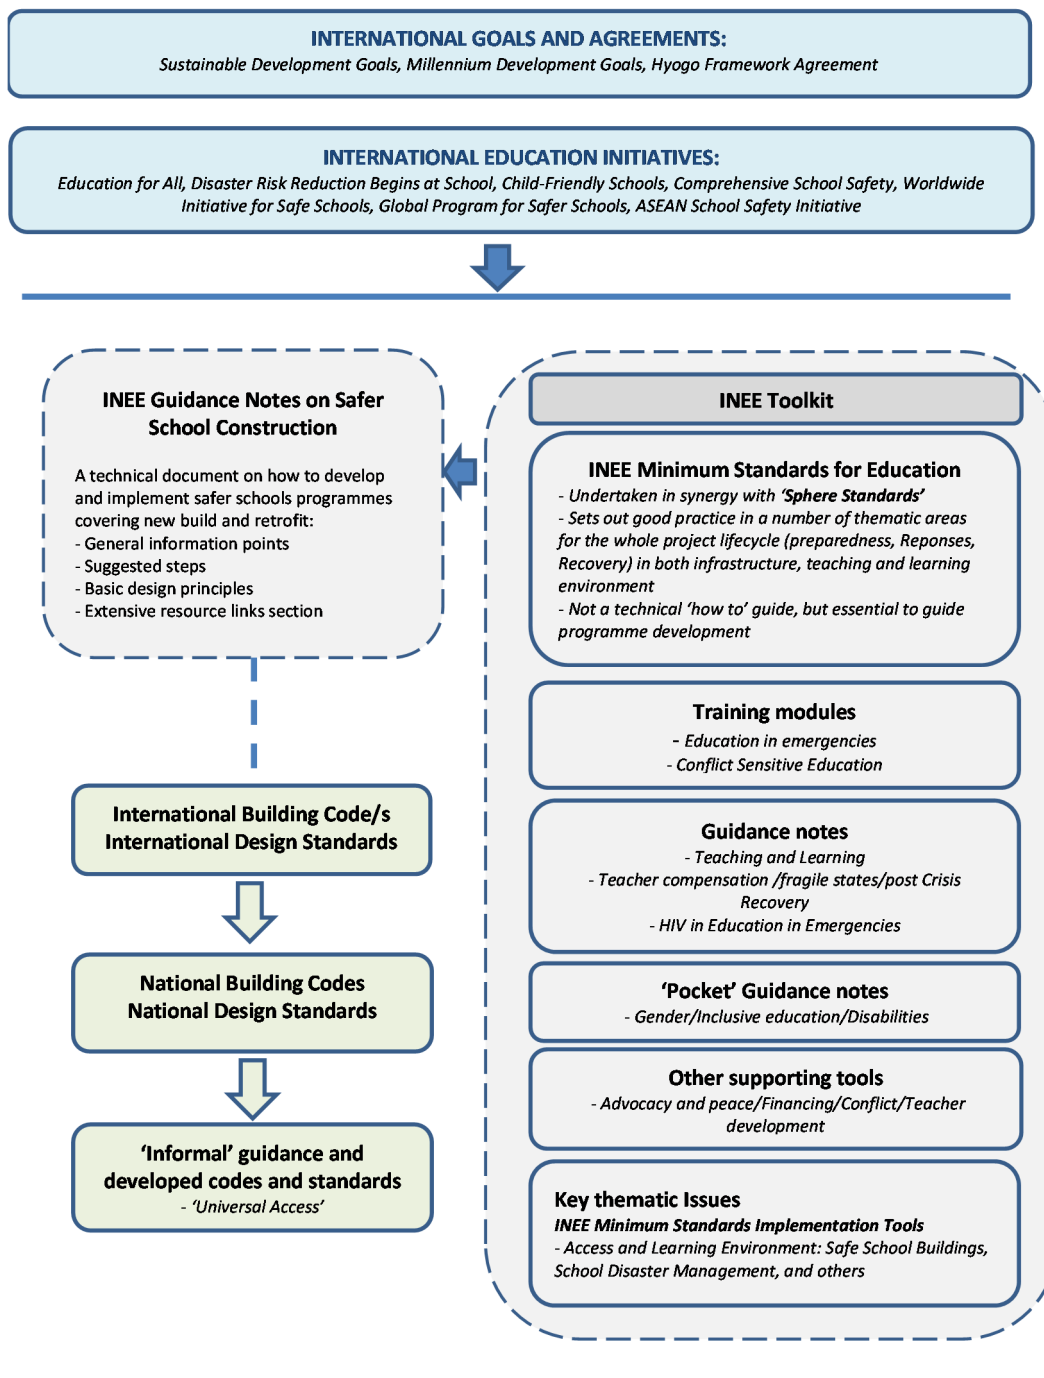 INTERNATIONAL GOALS AND AGREEMENTS:
Sustainable Development Goals, Millennium Development Goals, Hyogo Framework Agreement
INTERNATIONAL EDUCATION INITIATIVES:
Education for All, Disaster Risk Reduction Begins at School, Child-Friendly Schools, Comprehensive School Safety, Worldwide
Initiative for Safe Schools, Global Program for Safer Schools, ASEAN School Safety Initiative
INEE Guidance Notes on Safer
School Construction
A technical document on how to develop
and implement safer schools programmes
covering new build and retrofit:
- General information points
- Suggested steps
- Basic design principles
- Extensive resource links section
International Building Code/s
International Design Standards
National Building Codes
National Design Standards
‘Informal’ guidance and
developed codes and standards
- ‘Universal Access’
INEE Toolkit
INEE Minimum Standards for Education
- Undertaken in synergy with ‘Sphere Standards’
- Sets out good practice in a number of thematic areas
for the whole project lifecycle (preparedness, Reponses,
Recovery) in both infrastructure, teaching and learning
environment
- Not a technical ‘how to’ guide, but essential to guide
programme development
Training modules
- Education in emergencies
- Conflict Sensitive Education
Guidance notes
- Teaching and Learning
- Teacher compensation /fragile states/post Crisis
Recovery
- HIV in Education in Emergencies
‘Pocket’ Guidance notes
- Gender/Inclusive education/Disabilities
Other supporting tools
- Advocacy and peace/Financing/Conflict/Teacher
development
Key thematic Issues
INEE Minimum Standards Implementation Tools
- Access and Learning Environment: Safe School Buildings,
School Disaster Management, and others